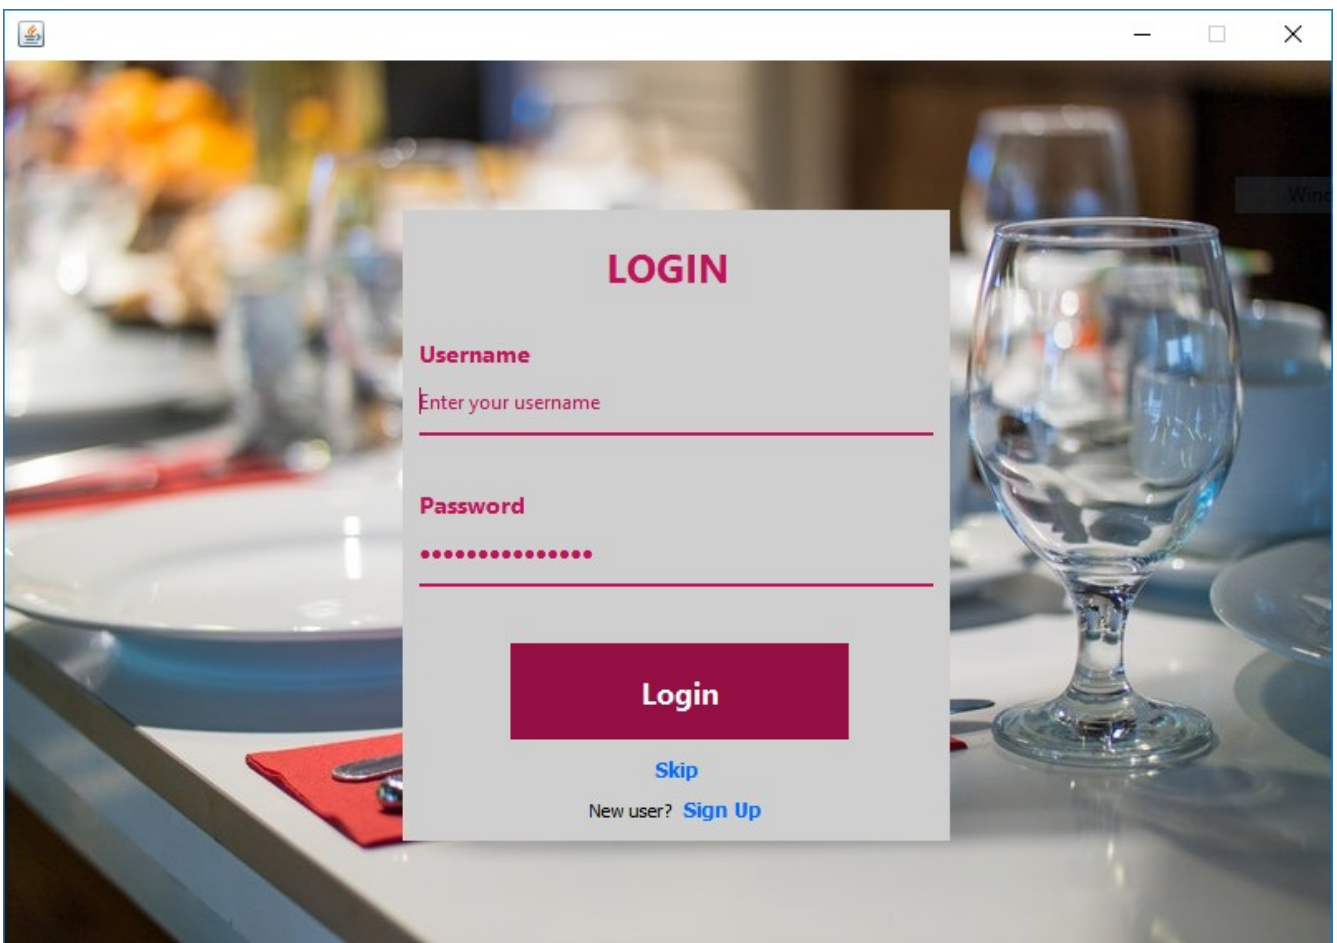 LOGIN
Username
Enter your username
Password
•••••••••••••••
Login
Skip
New user? Sign Up